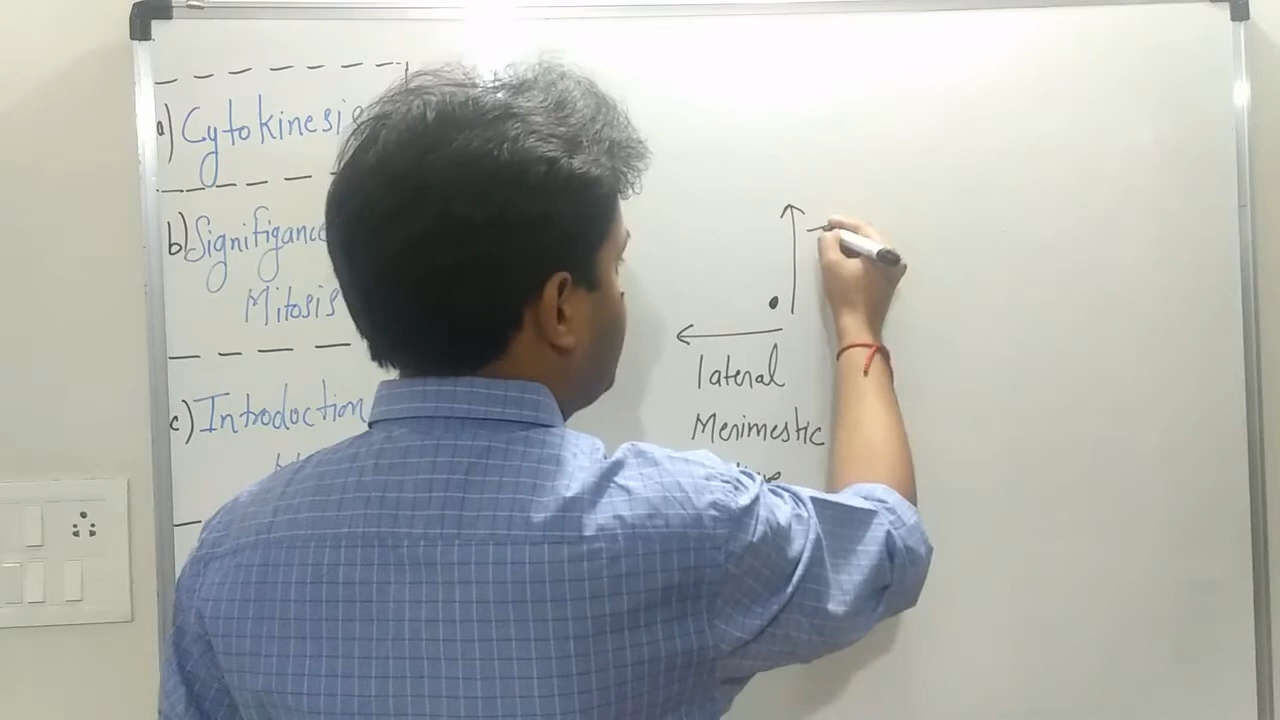 a) Cytokinesis
b) Signifigance
Mitosis
c) Introduction
lateral
Merimestic